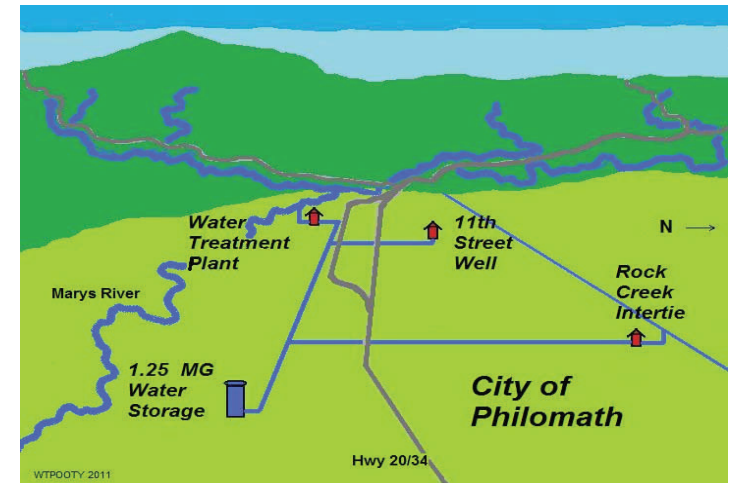 Water
Treatment
Plant
11th
Street
Well
N
Rock
Creek
Intertie
Marys River
1.25 MG
Water
Storage
City of
Philomath
Hwy 20/34
WTPOOTY 2011